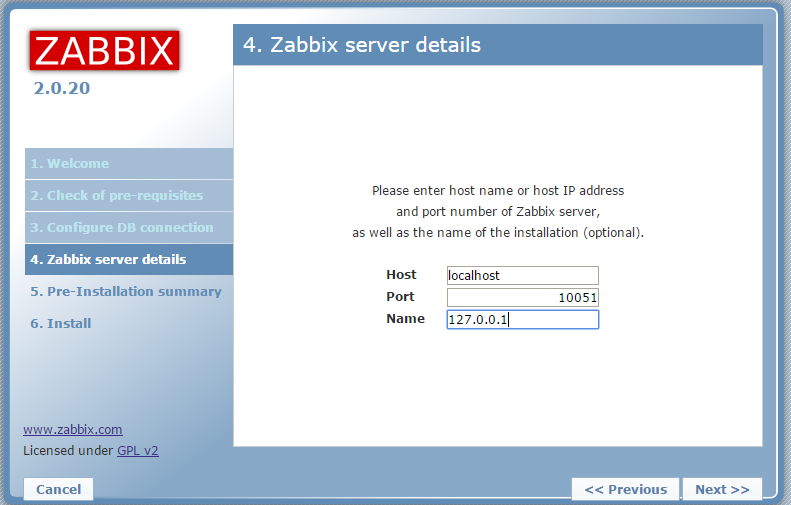 ZABBIX
2.0.20
1. Welcome
2. Check of pre-requisites
3. Configure DB connection
4. Zabbix server details
5. Pre-Installation summary
6. Install
www.zabbix.com
Licensed under GPL v2
4. Zabbix server details
Please enter host name or host IP address
and port number of Zabbix server,
as well as the name of the installation (optional).
Host localhost
Port 10051
Name 127.0.0.1
Cancel << Previous Next >>